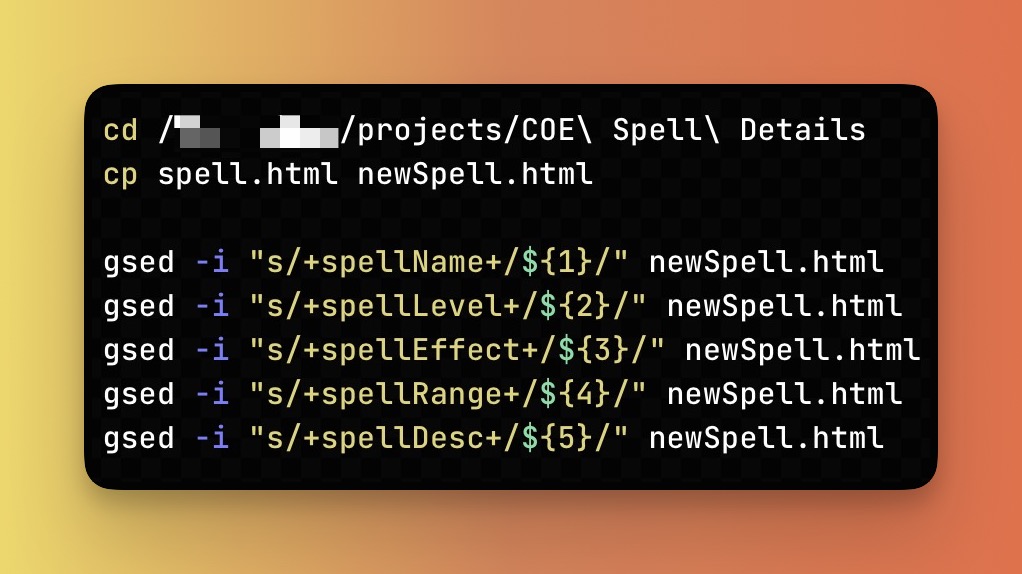 cd / /projects/COE\ Spell\ Details
cp spell.html newSpell.html
gsed -i "s/+spellName+/${1}/" newSpell.html
gsed -i "s/+spellLevel+/${2}/" newSpell.html
gsed -i "s/+spellEffect+/${3}/" newSpell.html
gsed -i "s/+spellRange+/${4}/" newSpell.html
gsed -i "s/+spellDesc+/${5}/" newSpell.html